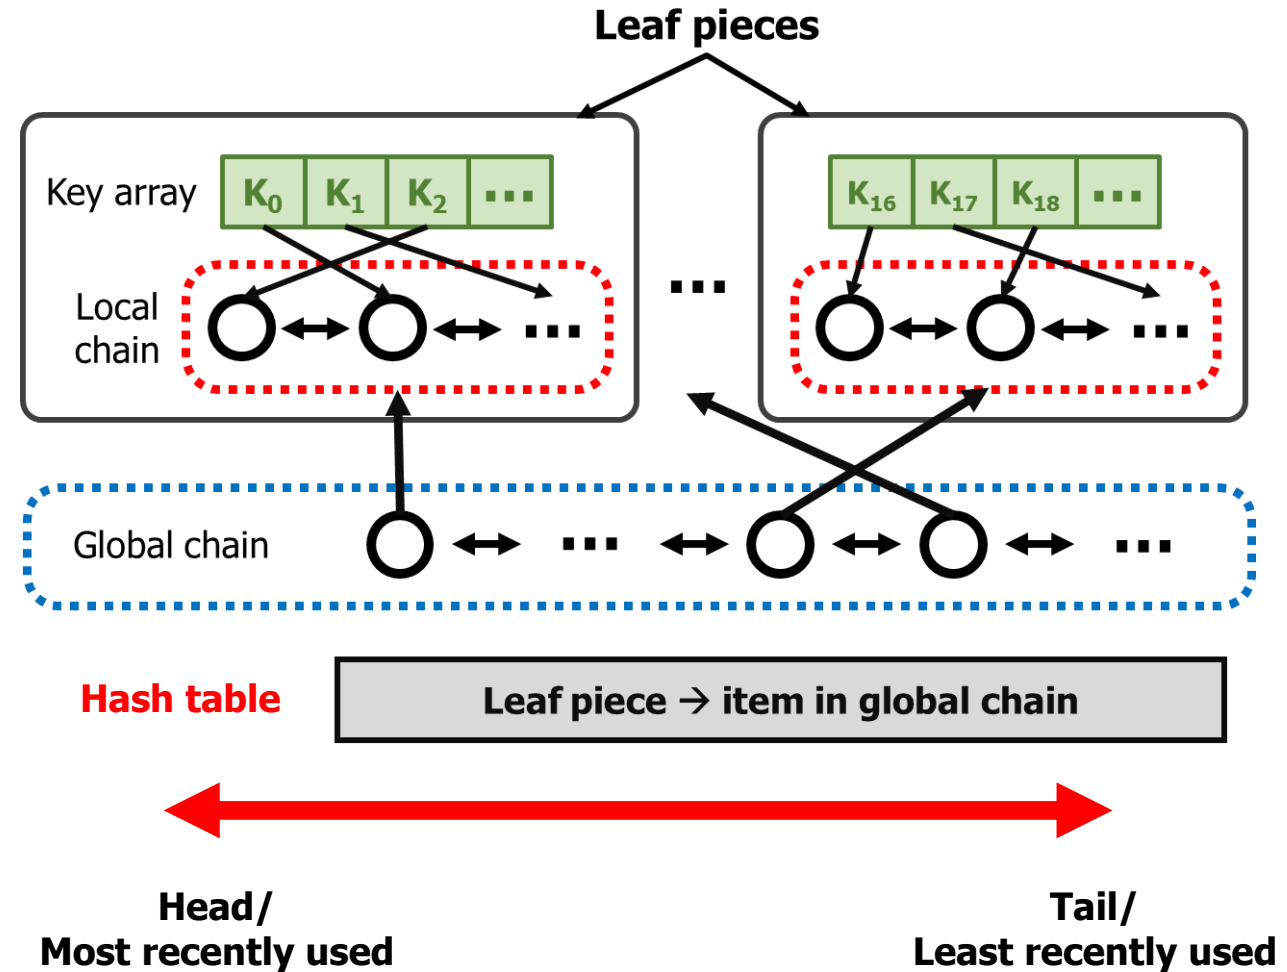 Leaf pieces
Key array
K0 K1 K2 ...
K16 K17 K18 ...
Local
chain
...
...
...
Global chain
...
...
Hash table
Leaf piece → item in global chain
Head/
Most recently used
Tail/
Least recently used